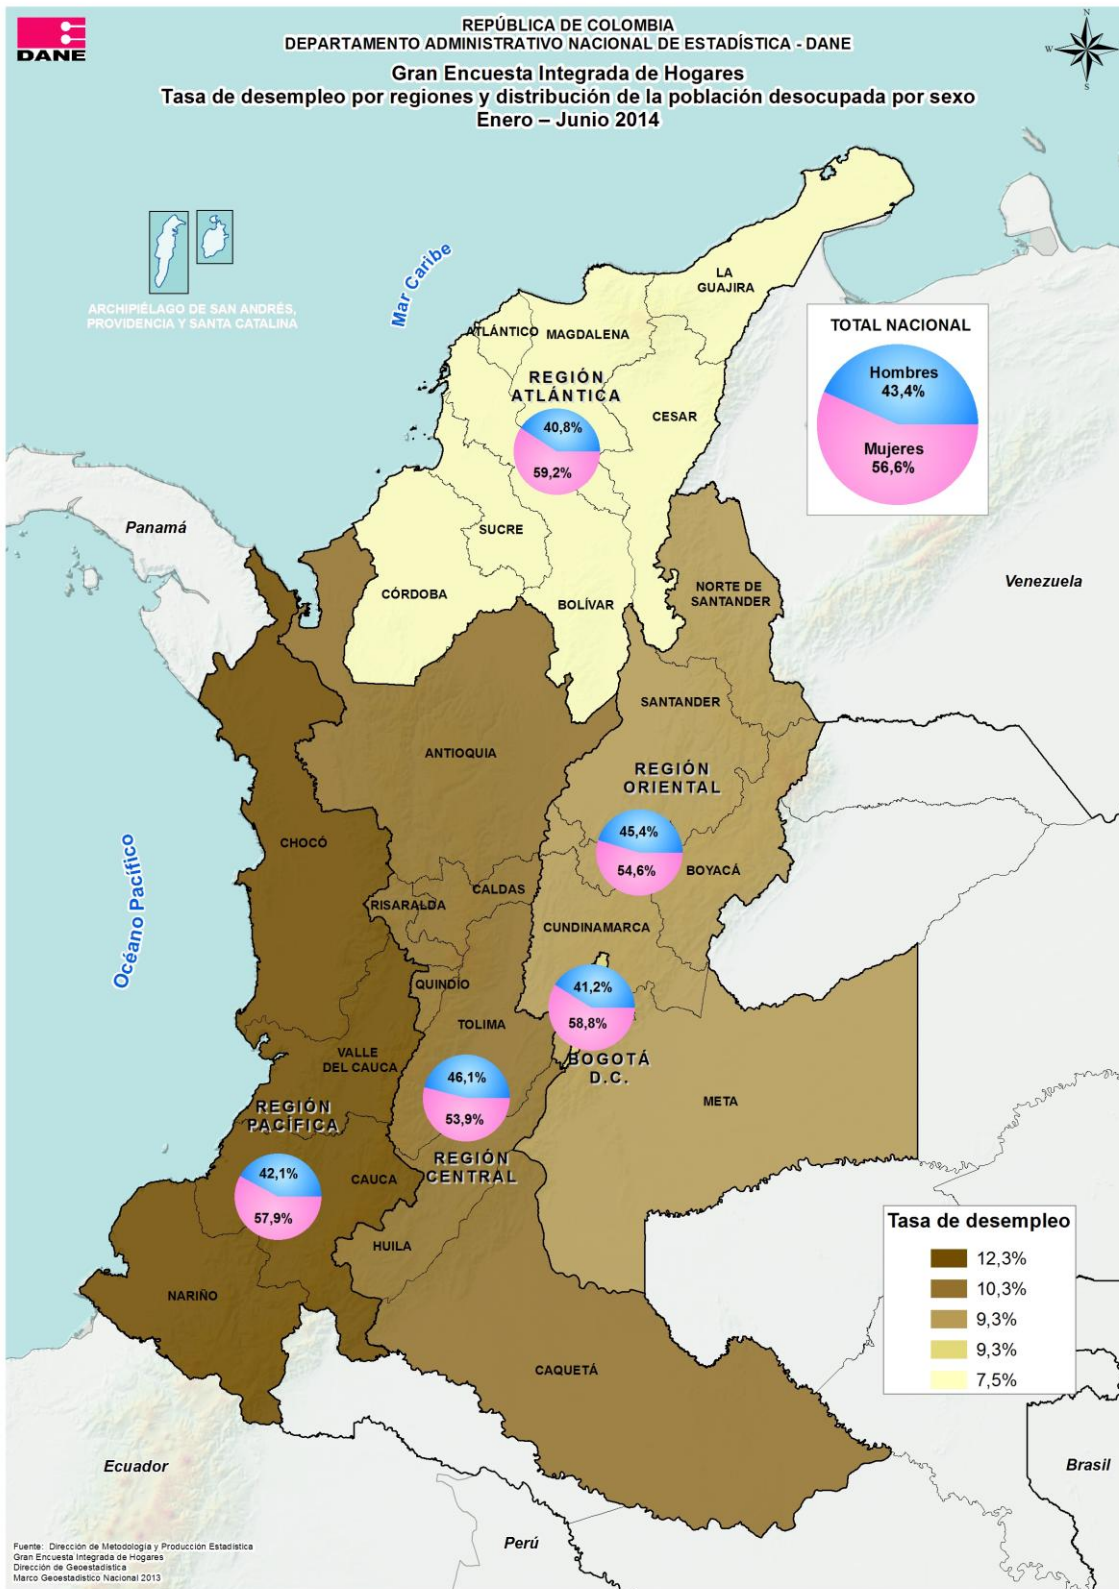 DANE
REPÚBLICA DE COLOMBIA
DEPARTAMENTO ADMINISTRATIVO NACIONAL DE ESTADÍSTICA - DANE
Gran Encuesta Integrada de Hogares
Tasa de desempleo por regiones y distribución de la población desocupada por sexo
Enero – Junio 2014
N
W
E
S
ARCHIPIÉLAGO DE SAN ANDRÉS,
PROVIDENCIA Y SANTA CATALINA
Mar Caribe
LA
GUAJIRA
ATLÁNTICO
MAGDALENA
REGIÓN
ATLÁNTICA
CESAR
40,8%
59,2%
TOTAL NACIONAL
Hombres
43,4%
Mujeres
56,6%
Panamá
SUCRE
CÓRDOBA
BOLÍVAR
NORTE DE
SANTANDER
Venezuela
SANTANDER
ANTIOQUIA
REGIÓN
ORIENTAL
45,4%
54,6%
BOYACÁ
CHOCÓ
Océano Pacífico
CALDAS
RISARALDA
CUNDINAMARCA
QUINDÍO
41,2%
58,8%
BOGOTÁ
D.C.
TOLIMA
VALLE
DEL CAUCA
46,1%
53,9%
META
REGIÓN
PACÍFICA
REGIÓN
CENTRAL
42,1%
57,9%
CAUCA
HUILA
NARIÑO
CAQUETÁ
Tasa de desempleo
12,3%
10,3%
9,3%
9,3%
7,5%
Ecuador
Brasil
Perú
Fuente: Dirección de Metodología y Producción Estadística
Gran Encuesta Integrada de Hogares
Dirección de Geoestadística
Marco Geoestadístico Nacional 2013